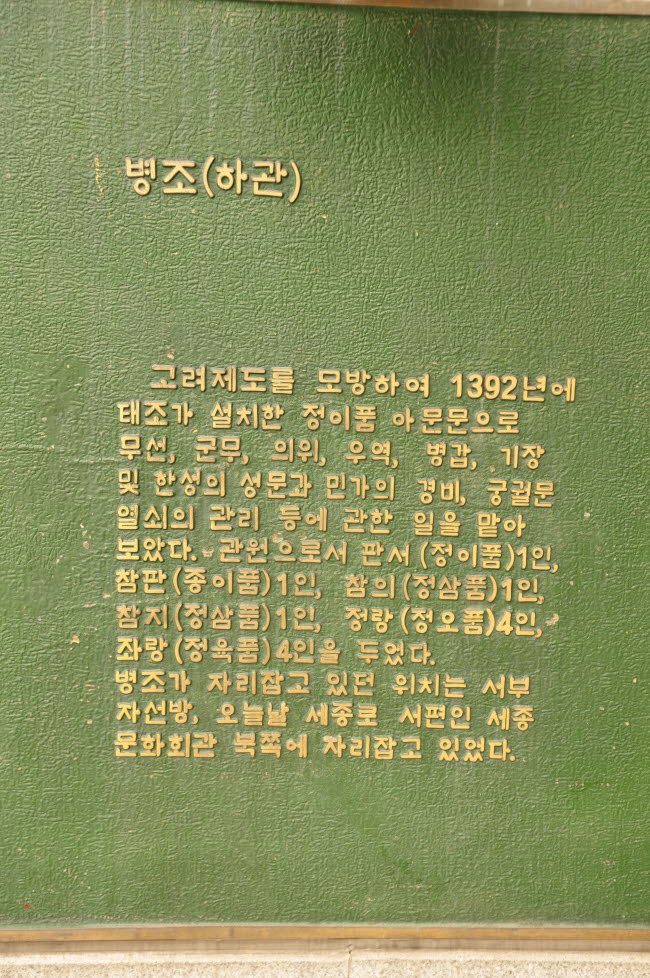 병조(하관)
고려제도를 모방하여 1392년에
태조가 설치한 정이품 아문문으로
무선, 군무, 의위, 우역, 병갑, 기장
및 한성의 성문과 민가의 경비, 궁궐문
열쇠의 관리 등에 관한 일을 맡아
보았다. 관원으로서 판서(정이품)1인,
참판(종이품)1인, 참의(정삼품)1인,
참지(정삼품)1인, 정랑(정오품)4인,
좌랑(정육품)4인을 두었다.
병조가 자리잡고 있던 위치는 서부
자선방, 오늘날 세종로 서편인 세종
문화회관 북쪽에 자리잡고 있었다.